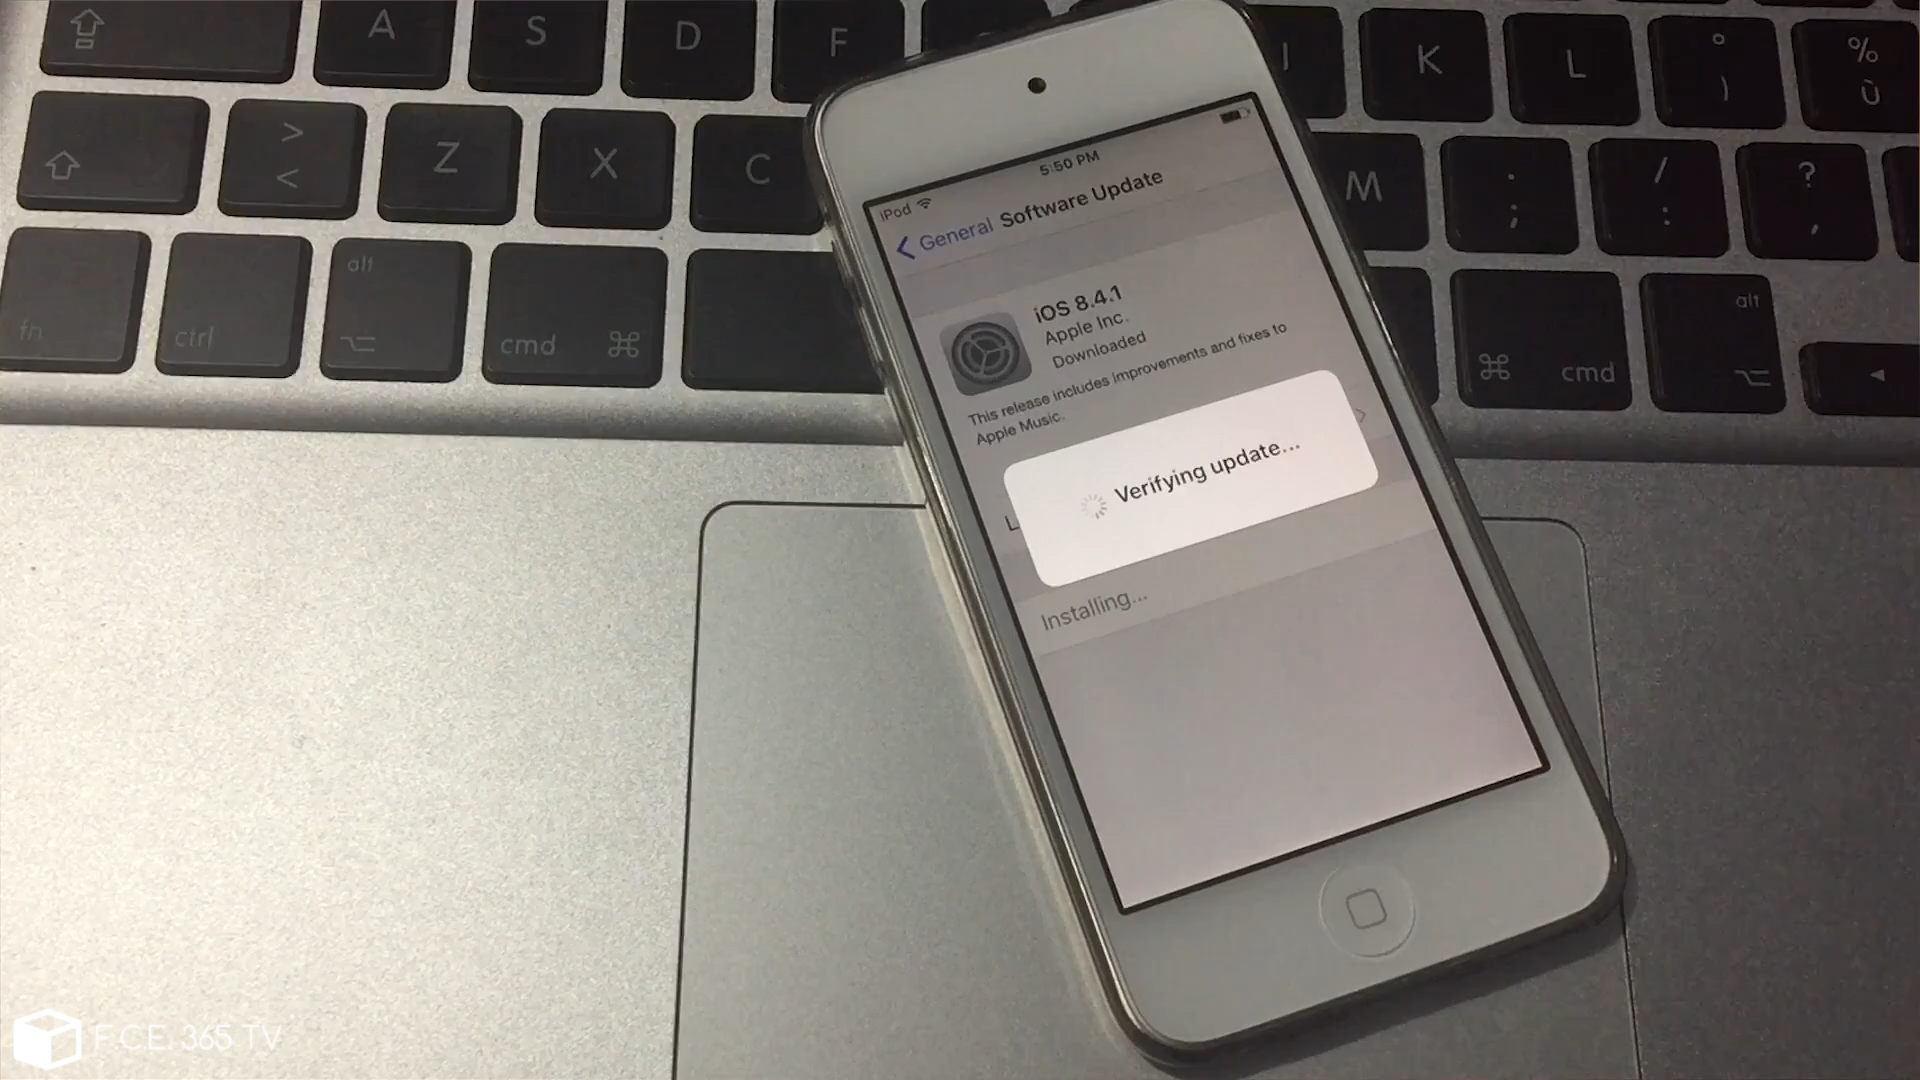 A S D F J K L ° ) % ù
> < Z X C M . ; / : ? ,
fn ctrl alt cmd ⌘ ⌘ cmd alt
5:50 PM
iPod
General Software Update
iOS 8.4.1
Apple Inc.
Downloaded
This release includes improvements and fixes to
Apple Music.
Verifying update...
L
Installing...
F.C.E. 365 TV